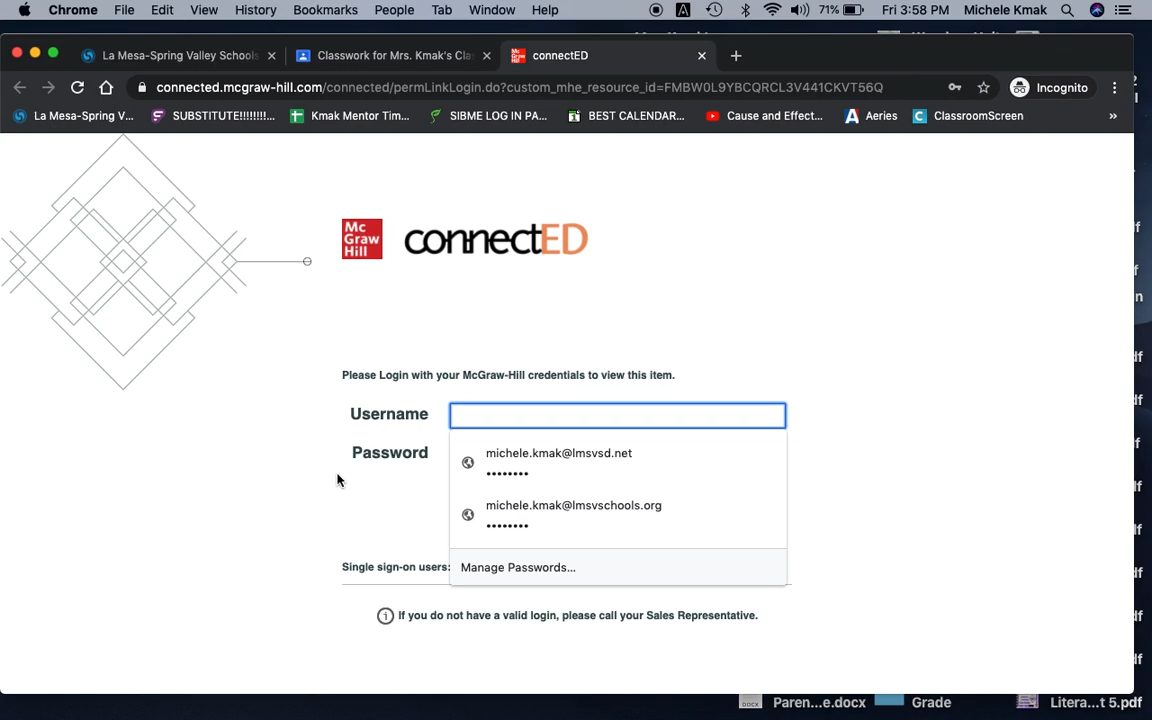 Chrome File Edit View History Bookmarks People Tab Window Help 71% Fri 3:58 PM Michele Kmak
La Mesa-Spring Valley Schools Classwork for Mrs. Kmak's Cla connectED
connected.mcgraw-hill.com/connected/permLinkLogin.do?custom_mhe_resource_id=FMBW0L9YBCQRCL3V441CKVT56Q Incognito
La Mesa-Spring V... SUBSTITUTE!!!!!!!!... Kmak Mentor Tim... SIBME LOG IN PA... BEST CALENDAR... Cause and Effect... Aeries ClassroomScreen »
Mc
Graw
Hill
connectED
Please Login with your McGraw-Hill credentials to view this item.
Username
michele.kmak@lmsvsd.net
Password
••••••••
michele.kmak@lmsvschools.org
••••••••
Single sign-on users: Manage Passwords...
If you do not have a valid login, please call your Sales Representative.
Paren...e.docx Grade Litera...t 5.pdf